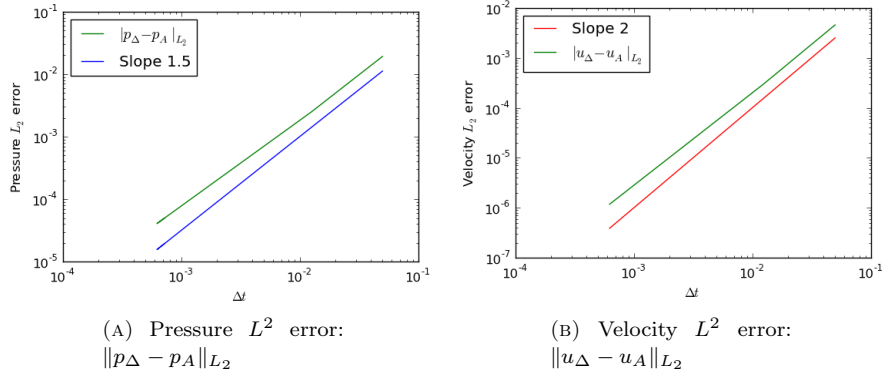 10^-1
10^-2
10^-3
10^-4
10^-5
Pressure L_2 error
|p_Δ−p_A|_{L_2}
Slope 1.5
10^-4 10^-3 10^-2 10^-1
Δt
(A) Pressure L^2 error:
‖p_Δ − p_A‖_{L_2}
10^-2
10^-3
10^-4
10^-5
10^-6
10^-7
Velocity L_2 error
Slope 2
|u_Δ−u_A|_{L_2}
10^-4 10^-3 10^-2 10^-1
Δt
(B) Velocity L^2 error:
‖u_Δ − u_A‖_{L_2}